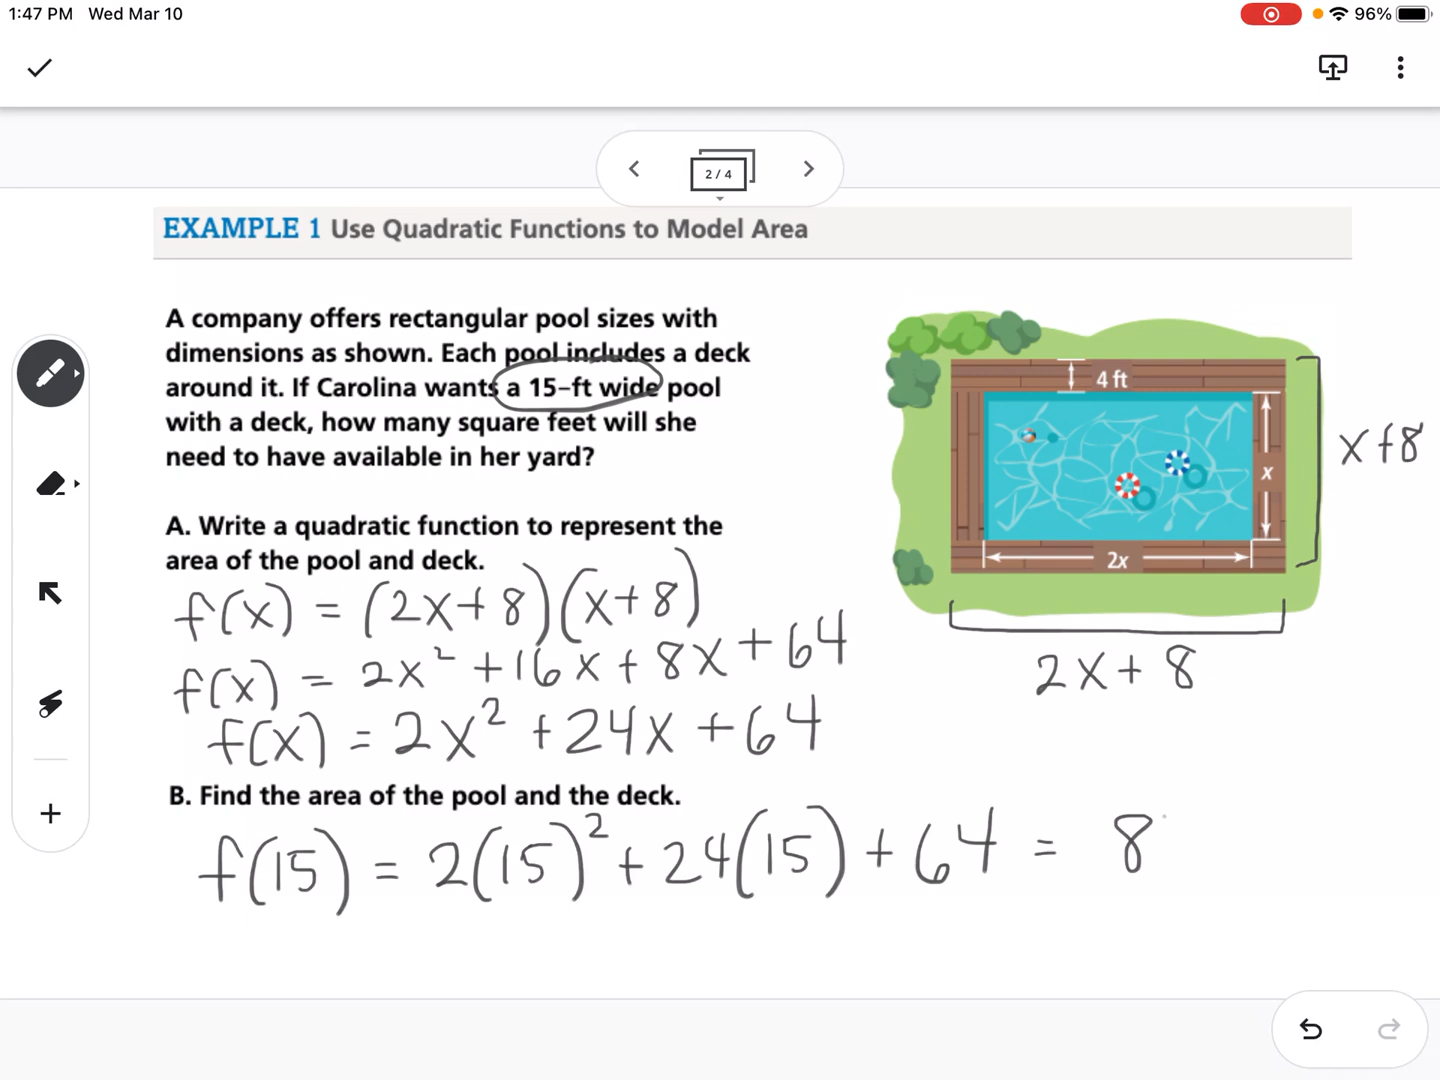 1:47 PM Wed Mar 10
96%
2 / 4
EXAMPLE 1 Use Quadratic Functions to Model Area
A company offers rectangular pool sizes with
dimensions as shown. Each pool includes a deck
around it. If Carolina wants a 15-ft wide pool
with a deck, how many square feet will she
need to have available in her yard?
4 ft
x
x+8
2x
2x+8
A. Write a quadratic function to represent the
area of the pool and deck.
f(x) = (2x+8)(x+8)
f(x) = 2x² +16x + 8x + 64
f(x) = 2x² +24x +64
B. Find the area of the pool and the deck.
f(15) = 2(15)² + 24(15) + 64 = 8